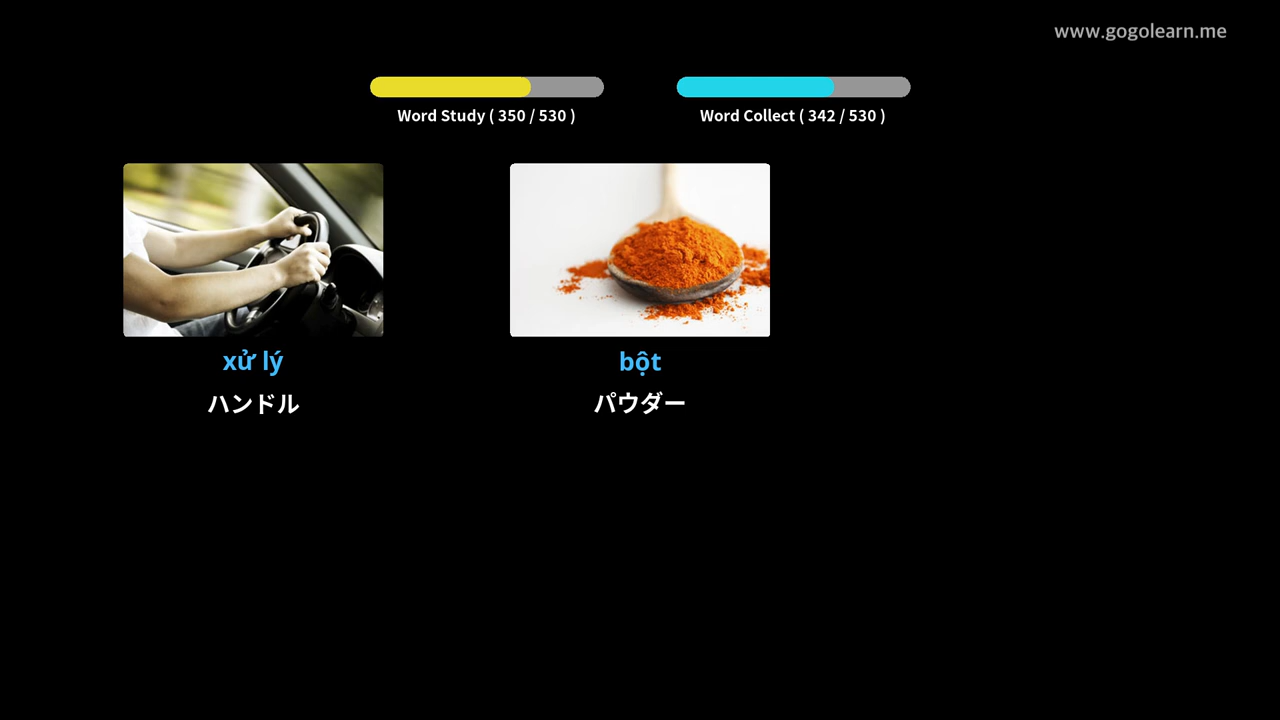 www.gogolearn.me
Word Study ( 350 / 530 )
Word Collect ( 342 / 530 )
xử lý
ハンドル
bột
パウダー